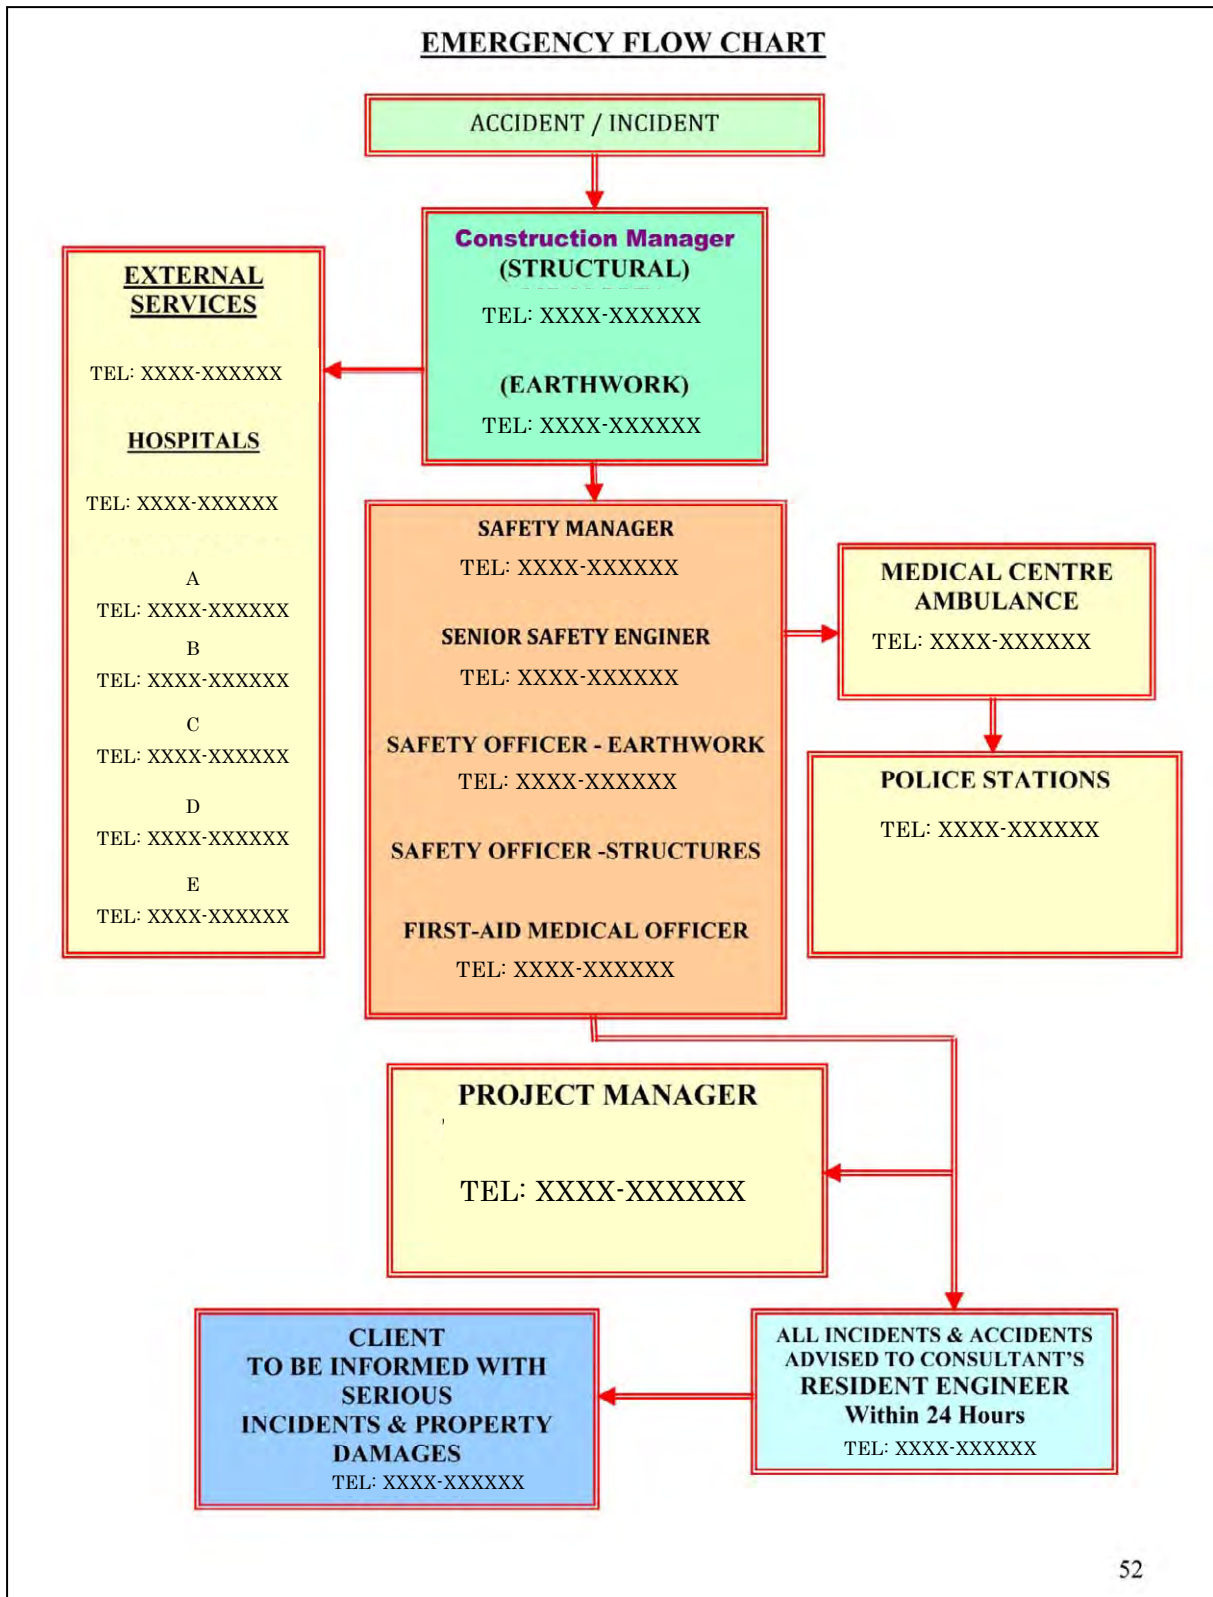 EMERGENCY FLOW CHART
ACCIDENT / INCIDENT
Construction Manager
(STRUCTURAL)
TEL: XXXX-XXXXXX
(EARTHWORK)
TEL: XXXX-XXXXXX
EXTERNAL
SERVICES
TEL: XXXX-XXXXXX
HOSPITALS
TEL: XXXX-XXXXXX
A
TEL: XXXX-XXXXXX
B
TEL: XXXX-XXXXXX
C
TEL: XXXX-XXXXXX
D
TEL: XXXX-XXXXXX
E
TEL: XXXX-XXXXXX
SAFETY MANAGER
TEL: XXXX-XXXXXX
SENIOR SAFETY ENGINER
TEL: XXXX-XXXXXX
SAFETY OFFICER - EARTHWORK
TEL: XXXX-XXXXXX
SAFETY OFFICER -STRUCTURES
FIRST-AID MEDICAL OFFICER
TEL: XXXX-XXXXXX
MEDICAL CENTRE
AMBULANCE
TEL: XXXX-XXXXXX
POLICE STATIONS
TEL: XXXX-XXXXXX
PROJECT MANAGER
TEL: XXXX-XXXXXX
CLIENT
TO BE INFORMED WITH
SERIOUS
INCIDENTS & PROPERTY
DAMAGES
TEL: XXXX-XXXXXX
ALL INCIDENTS & ACCIDENTS
ADVISED TO CONSULTANT'S
RESIDENT ENGINEER
Within 24 Hours
TEL: XXXX-XXXXXX
52